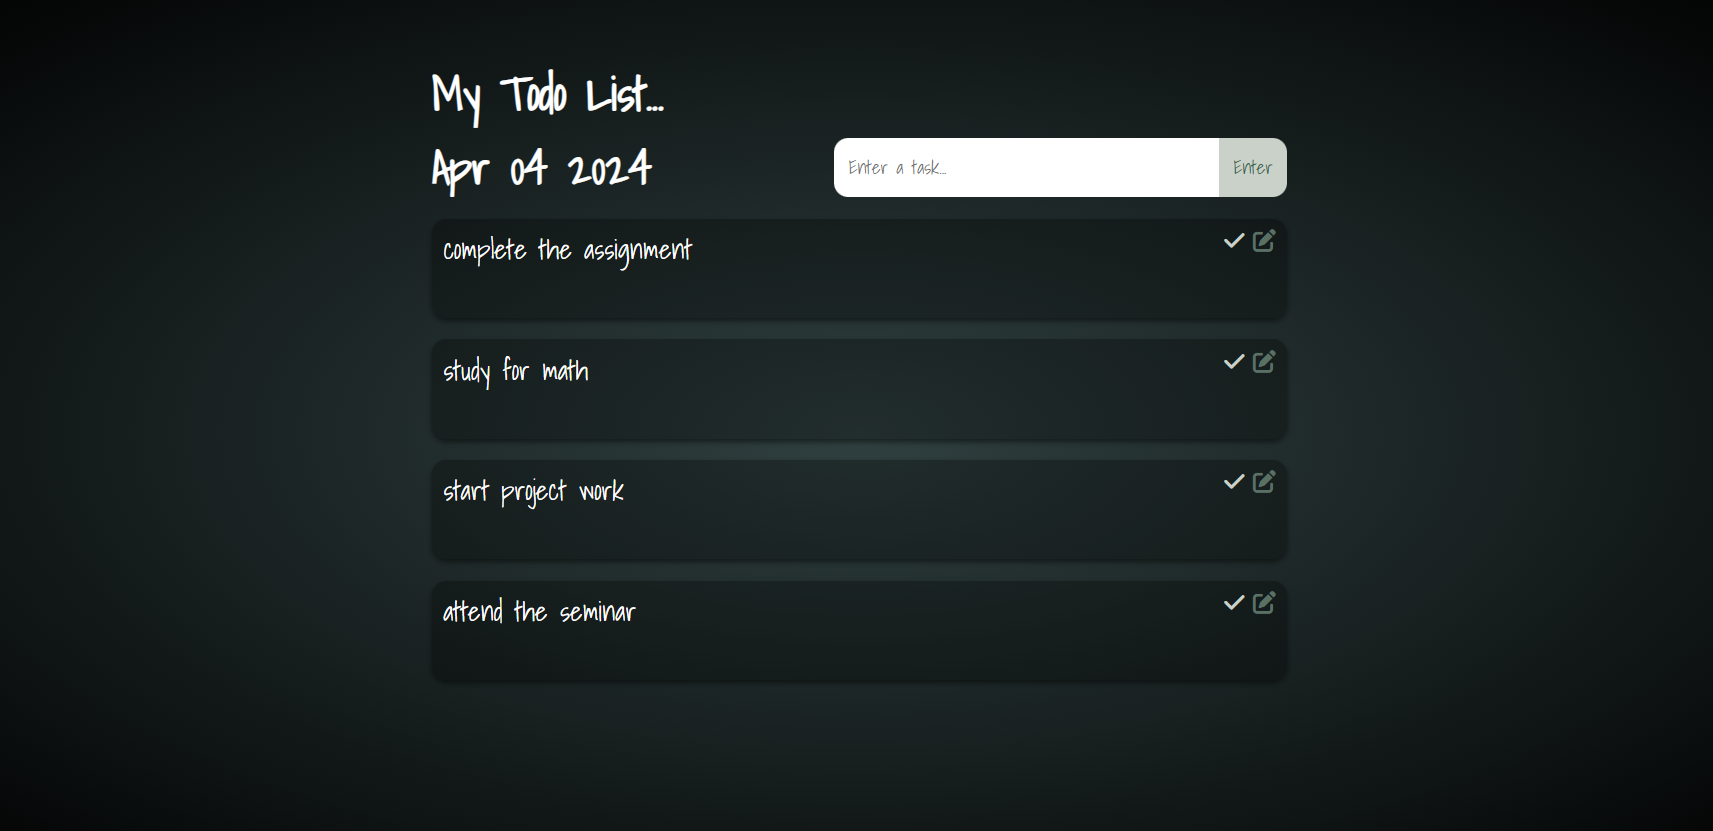 My Todo List...
Apr 04 2024
Enter a task...
Enter
complete the assignment
study for math
start project work
attend the seminar